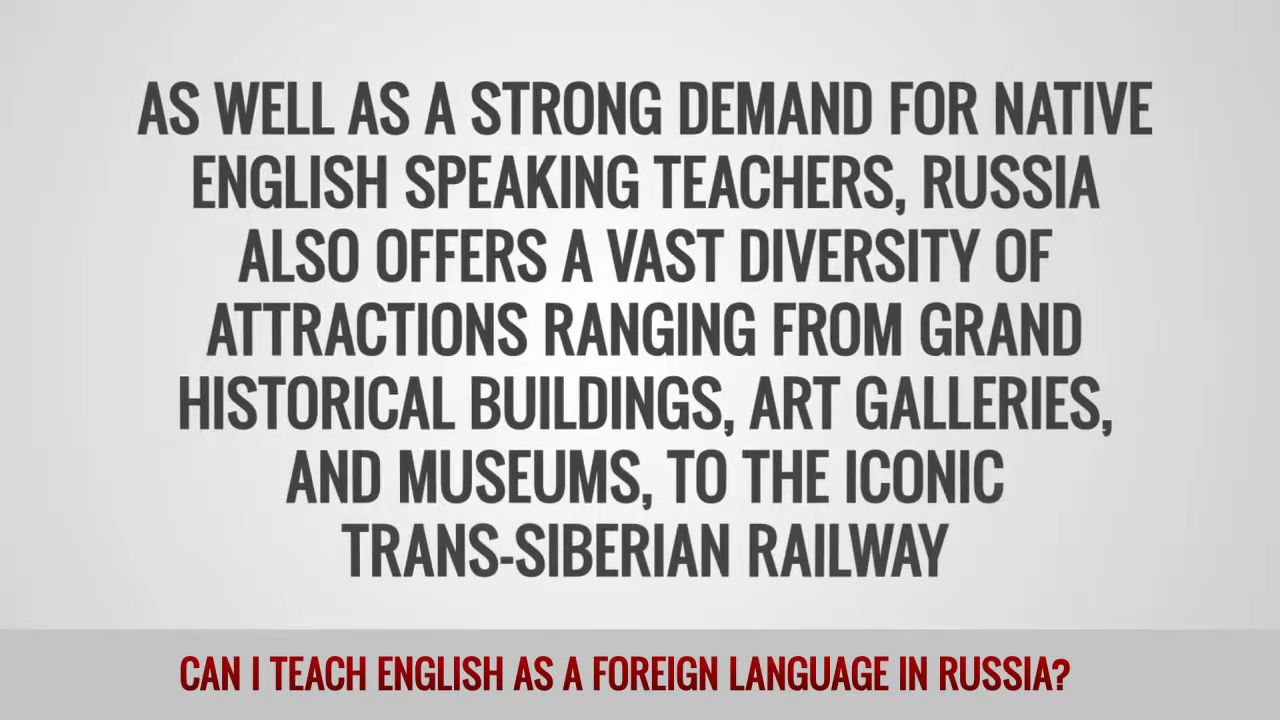 AS WELL AS A STRONG DEMAND FOR NATIVE
ENGLISH SPEAKING TEACHERS, RUSSIA
ALSO OFFERS A VAST DIVERSITY OF
ATTRACTIONS RANGING FROM GRAND
HISTORICAL BUILDINGS, ART GALLERIES,
AND MUSEUMS, TO THE ICONIC
TRANS-SIBERIAN RAILWAY
CAN I TEACH ENGLISH AS A FOREIGN LANGUAGE IN RUSSIA?